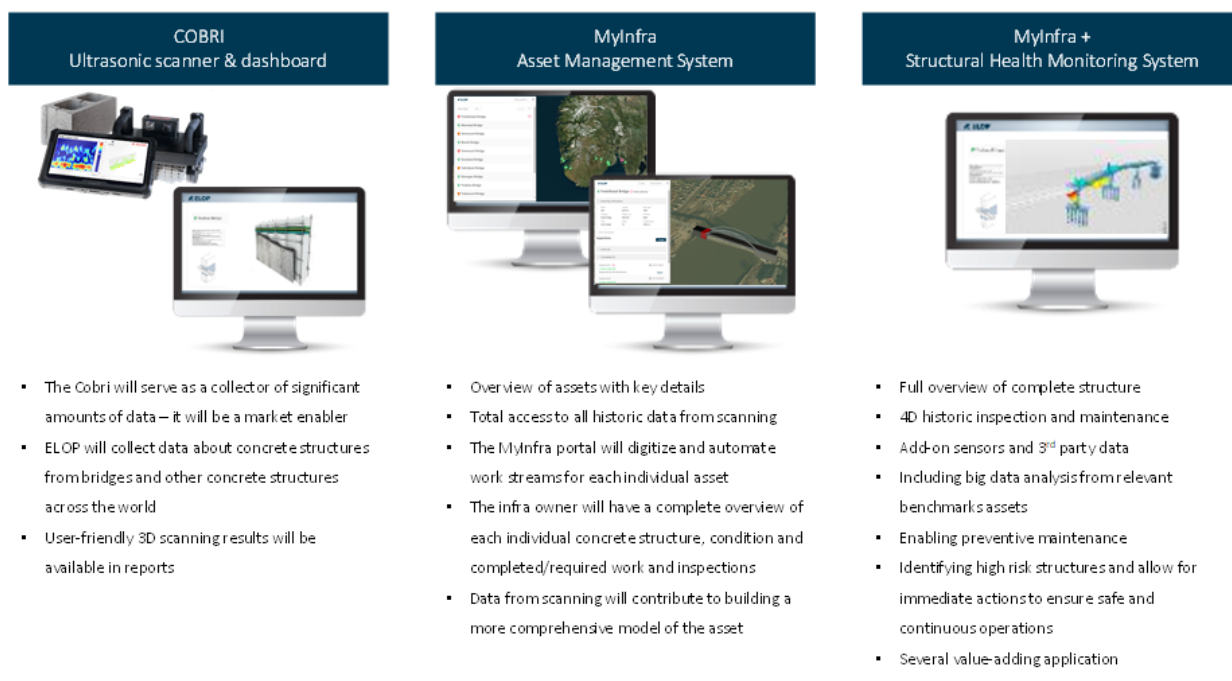 COBRI
Ultrasonic scanner & dashboard
MyInfra
Asset Management System
MyInfra +
Structural Health Monitoring System
ELOP
ELOP
ELOP
▪ The Cobri will serve as a collector of significant
amounts of data – it will be a market enabler
▪ ELOP will collect data about concrete structures
from bridges and other concrete structures
across the world
▪ User-friendly 3D scanning results will be
available in reports
▪ Overview of assets with key details
▪ Total access to all historic data from scanning
▪ The MyInfra portal will digitize and automate
work streams for each individual asset
▪ The infra owner will have a complete overview of
each individual concrete structure, condition and
completed/required work and inspections
▪ Data from scanning will contribute to building a
more comprehensive model of the asset
▪ Full overview of complete structure
▪ 4D historic inspection and maintenance
▪ Add-on sensors and 3rd party data
▪ Including big data analysis from relevant
benchmarks assets
▪ Enabling preventive maintenance
▪ Identifying high risk structures and allow for
immediate actions to ensure safe and
continuous operations
▪ Several value-adding application